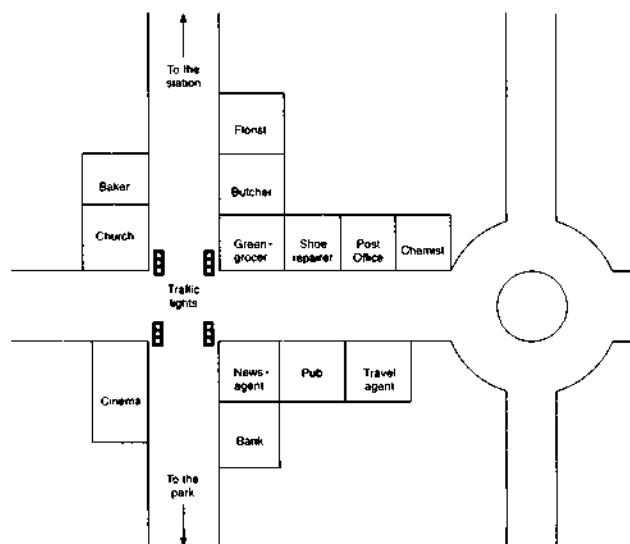 To the
station
Florist
Baker
Butcher
Church
Green-
grocer
Shoe
repairer
Post
Office
Chemist
Traffic
lights
News-
agent
Pub
Travel
agent
Cinema
Bank
To the
park